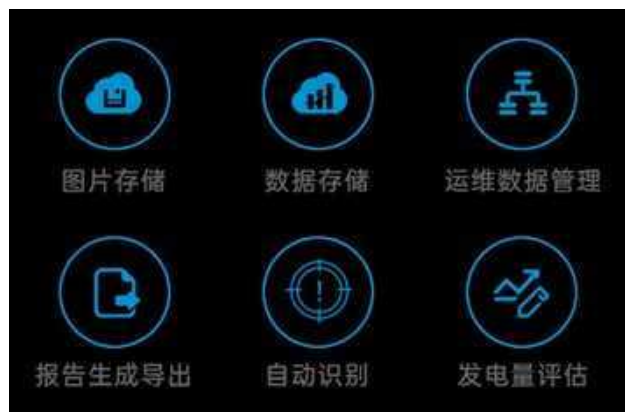 图片存储
数据存储
运维数据管理
报告生成导出
自动识别
发电量评估